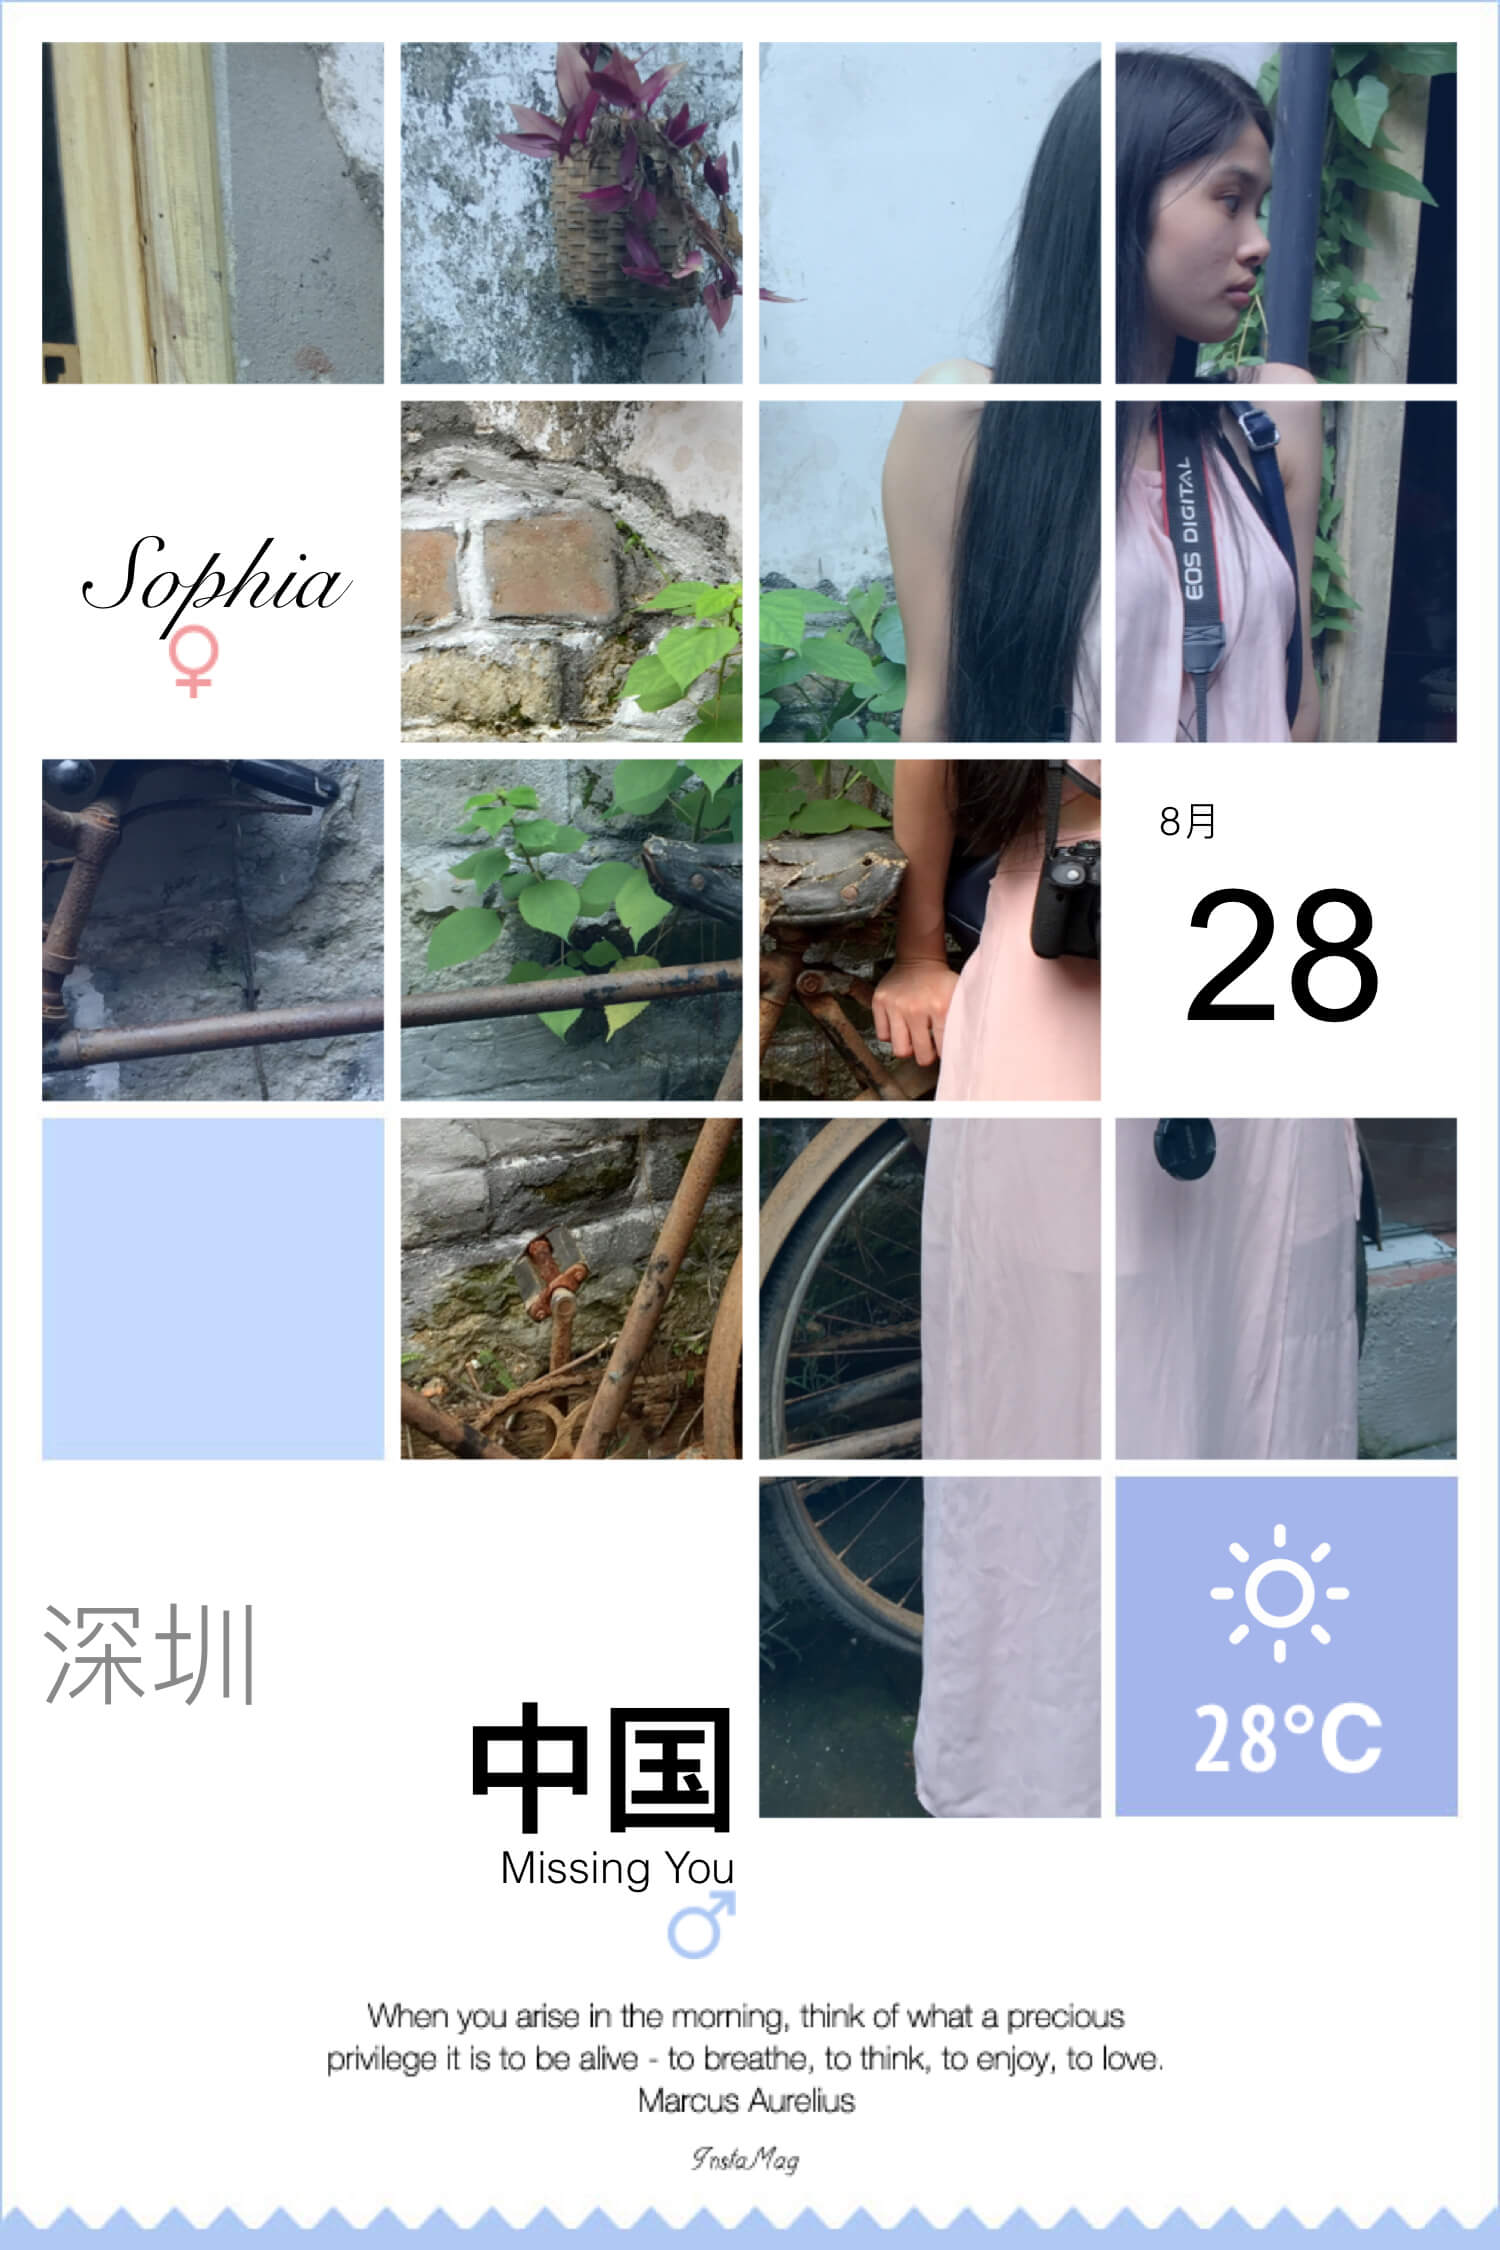 Sophia
EOS DIGITAL
8月
28
28°C
深圳
中国
Missing You
When you arise in the morning, think of what a precious
privilege it is to be alive - to breathe, to think, to enjoy, to love.
Marcus Aurelius
InstaMag